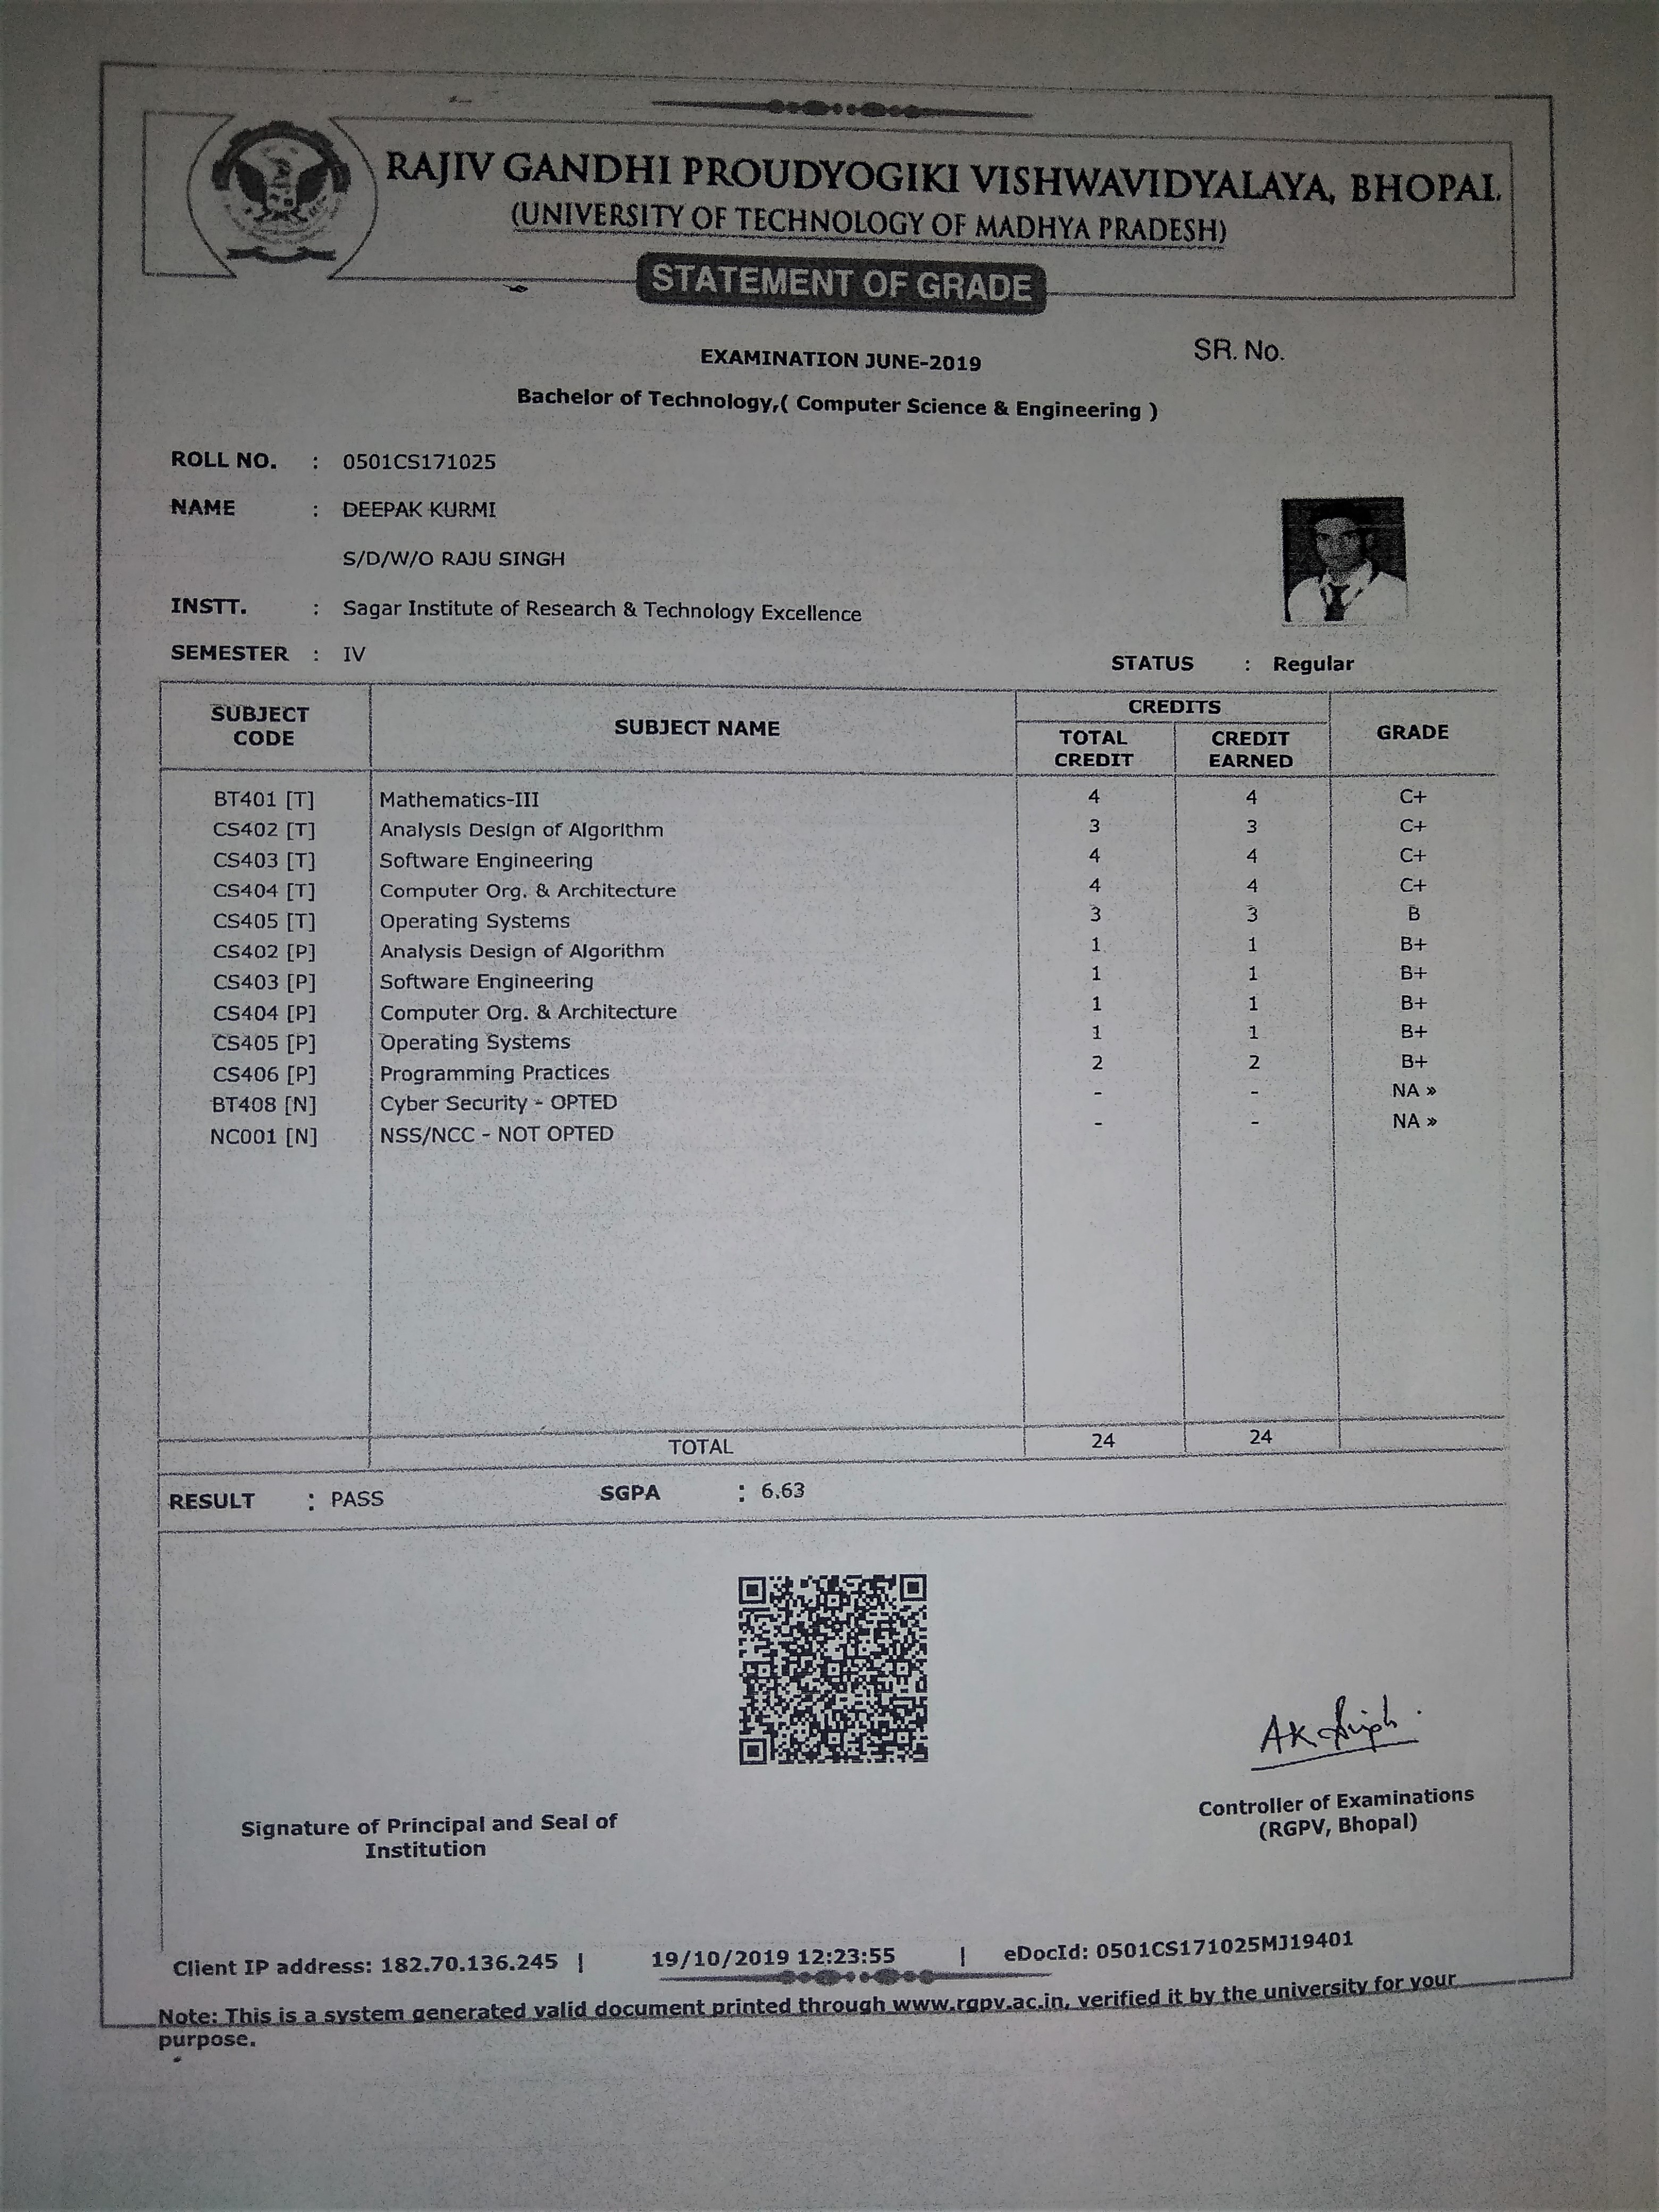 RAJIV GANDHI PROUDYOGIKI VISHWAVIDYALAYA, BHOPAL
(UNIVERSITY OF TECHNOLOGY OF MADHYA PRADESH)
STATEMENT OF GRADE
SR. No.
EXAMINATION JUNE-2019
Bachelor of Technology,( Computer Science & Engineering )
ROLL NO. : 0501CS171025
NAME : DEEPAK KURMI
S/D/W/O RAJU SINGH
INSTT. : Sagar Institute of Research & Technology Excellence
SEMESTER : IV
STATUS : Regular
SUBJECT CODE SUBJECT NAME CREDITS GRADE
TOTAL CREDIT CREDIT EARNED
BT401 [T] Mathematics-III 4 4 C+
CS402 [T] Analysis Design of Algorithm 3 3 C+
CS403 [T] Software Engineering 4 4 C+
CS404 [T] Computer Org. & Architecture 4 4 C+
CS405 [T] Operating Systems 3 3 B
CS402 [P] Analysis Design of Algorithm 1 1 B+
CS403 [P] Software Engineering 1 1 B+
CS404 [P] Computer Org. & Architecture 1 1 B+
CS405 [P] Operating Systems 1 1 B+
CS406 [P] Programming Practices 2 2 B+
BT408 [N] Cyber Security - OPTED - - NA »
NC001 [N] NSS/NCC - NOT OPTED - - NA »
TOTAL 24 24
RESULT : PASS SGPA : 6.63
AK Singh
Controller of Examinations
(RGPV, Bhopal)
Signature of Principal and Seal of
Institution
Client IP address: 182.70.136.245 | 19/10/2019 12:23:55 | eDocId: 0501CS171025MJ19401
Note: This is a system generated valid document printed through www.rgpv.ac.in, verified it by the university for your
purpose.